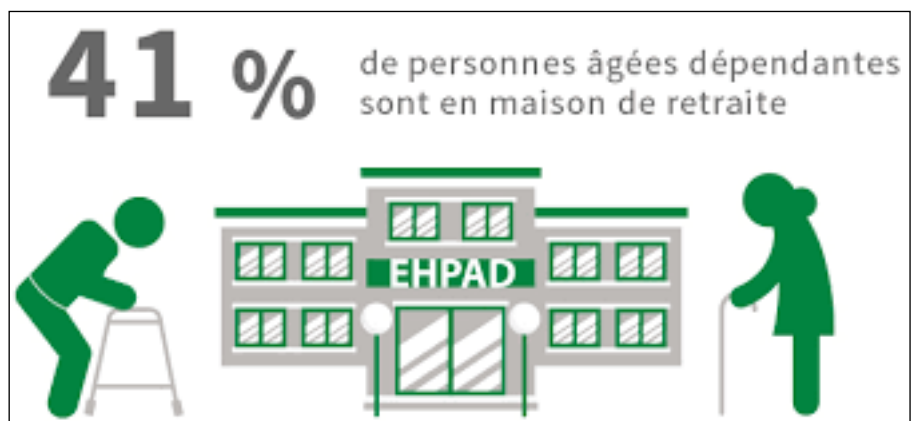 41 %
de personnes âgées dépendantes
sont en maison de retraite
EHPAD